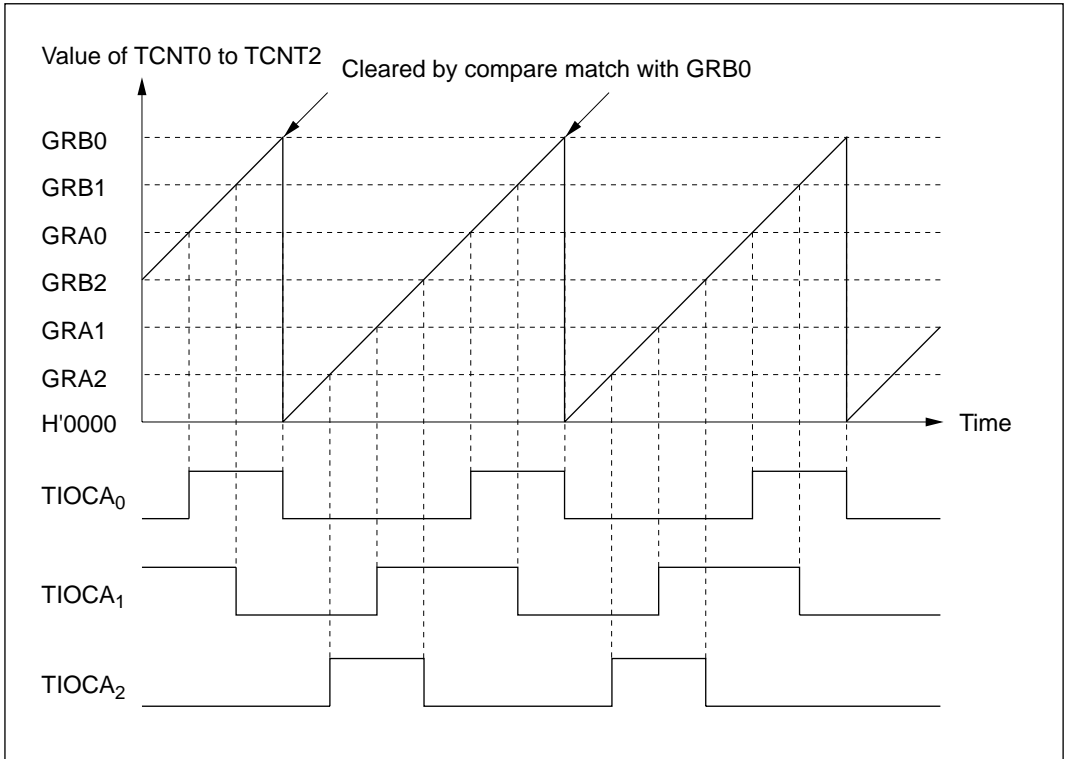 Value of TCNT0 to TCNT2
Cleared by compare match with GRB0
GRB0
GRB1
GRA0
GRB2
GRA1
GRA2
H'0000
Time
TIOCA0
TIOCA1
TIOCA2